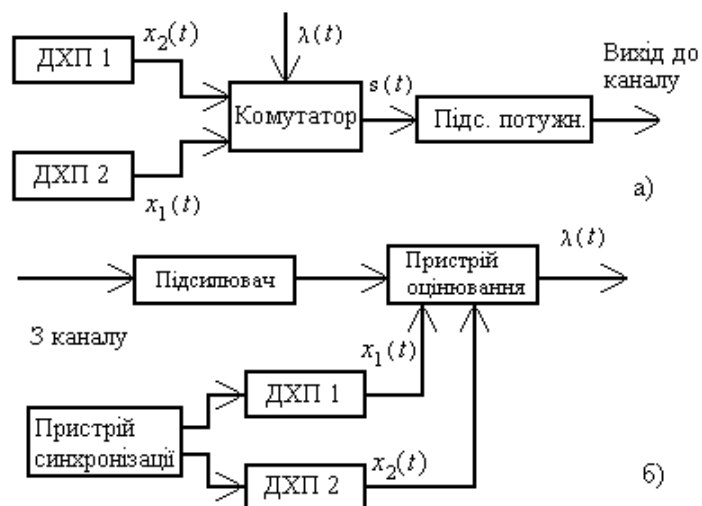 x₂(t)
λ(t)
ДХП 1
s(t)
Вихід до
каналу
Комутатор
Підс. потужн.
ДХП 2
x₁(t)
а)
λ(t)
Підсилювач
Пристрій
оцінювання
З каналу
x₁(t)
ДХП 1
Пристрій
синхронізації
x₂(t)
ДХП 2
б)